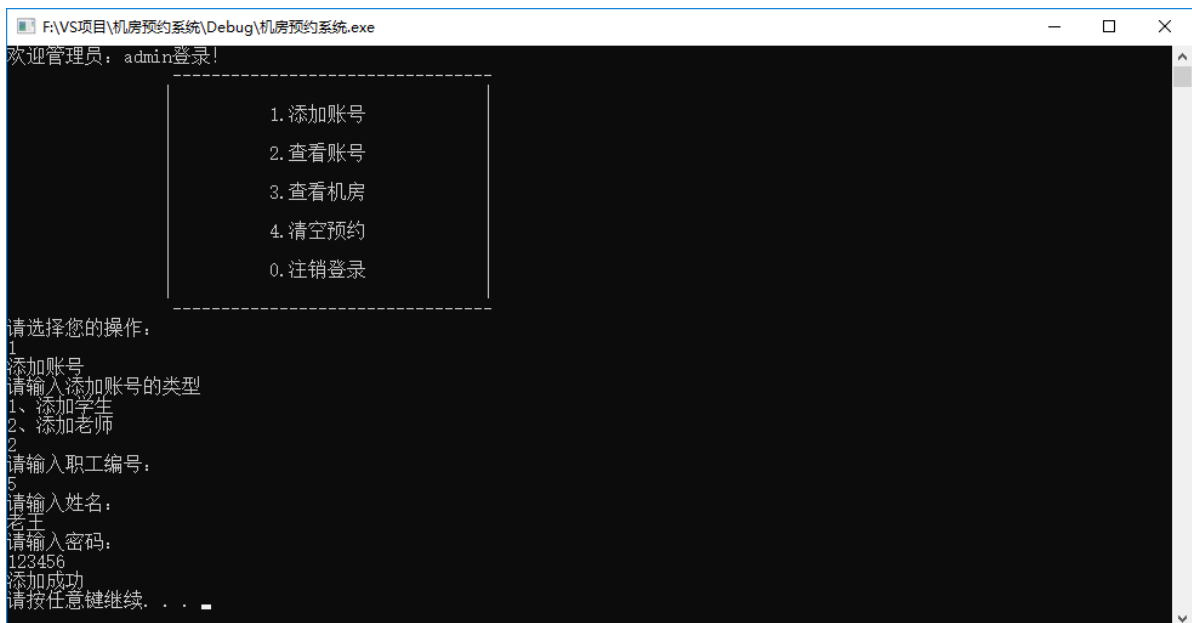 F:\VS项目\机房预约系统\Debug\机房预约系统.exe
欢迎管理员：admin登录!
---------------------------------
1.添加账号
2.查看账号
3.查看机房
4.清空预约
0.注销登录
---------------------------------
请选择您的操作：
1
添加账号
请输入添加账号的类型
1、添加学生
2、添加老师
2
请输入职工编号：
5
请输入姓名：
老王
请输入密码：
123456
添加成功
请按任意键继续. . .